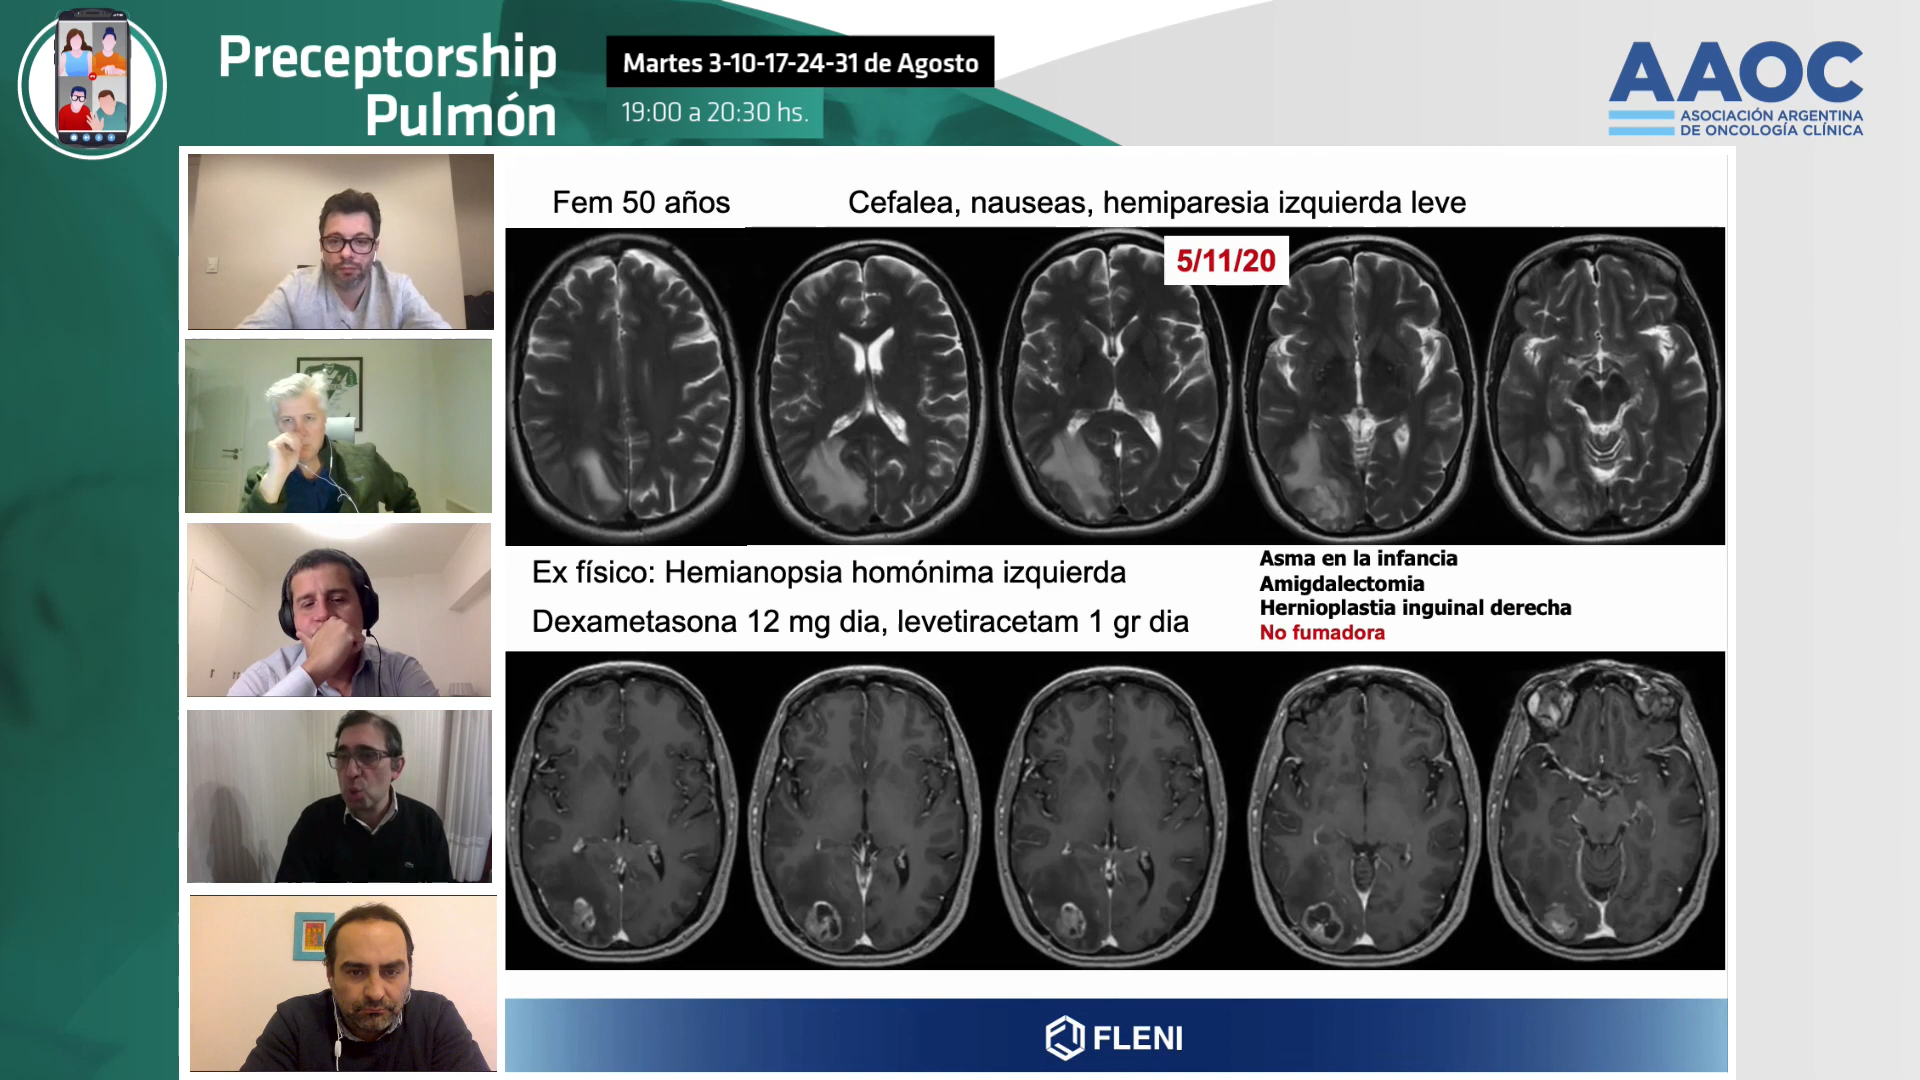 Preceptorship
Pulmón
Martes 3-10-17-24-31 de Agosto
19:00 a 20:30 hs.
AAOC
ASOCIACIÓN ARGENTINA
DE ONCOLOGÍA CLÍNICA
Fem 50 años
Cefalea, nauseas, hemiparesia izquierda leve
5/11/20
Ex físico: Hemianopsia homónima izquierda
Dexametasona 12 mg dia, levetiracetam 1 gr dia
Asma en la infancia
Amigdalectomia
Hernioplastia inguinal derecha
No fumadora
FLENI